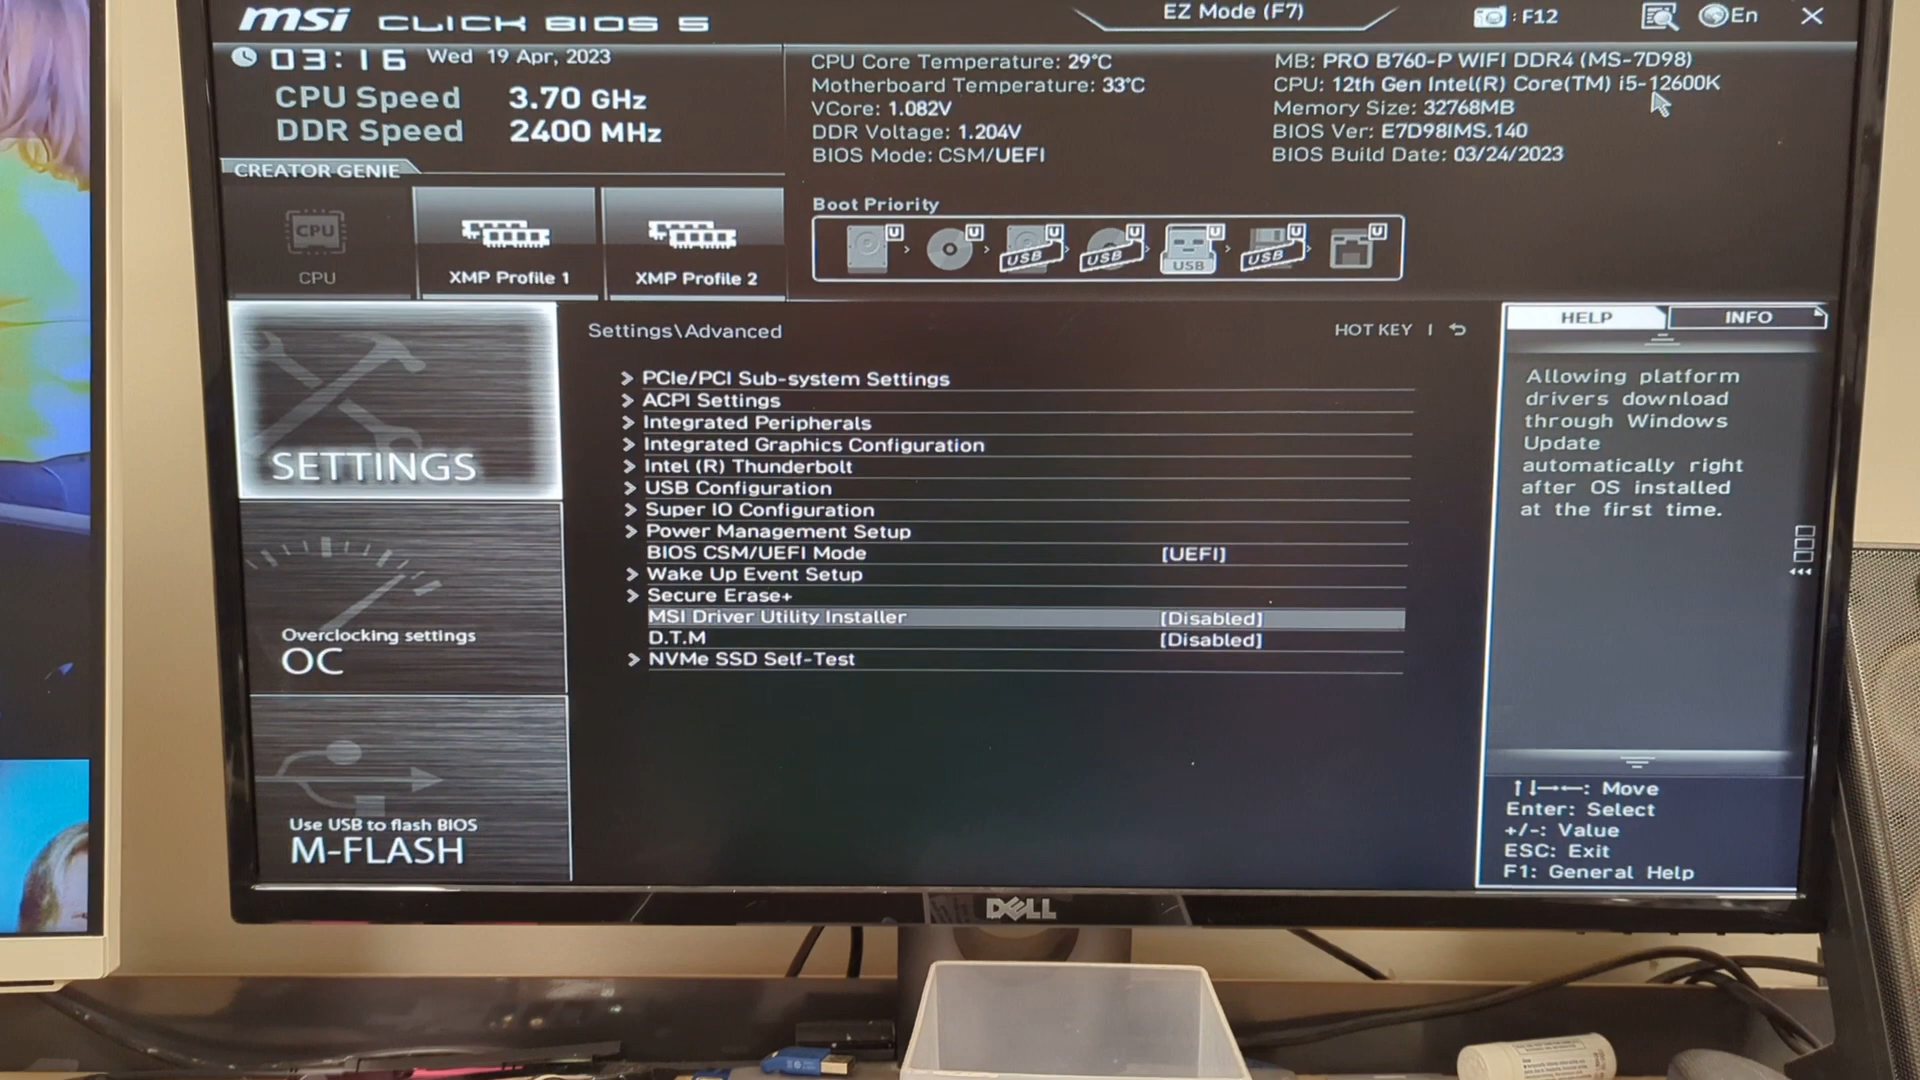 msi CLICK BIOS 5
EZ Mode (F7)
: F12
En
03:16 Wed 19 Apr, 2023
CPU Speed 3.70 GHz
DDR Speed 2400 MHz
CPU Core Temperature: 29°C
Motherboard Temperature: 33°C
VCore: 1.082V
DDR Voltage: 1.204V
BIOS Mode: CSM/UEFI
MB: PRO B760-P WIFI DDR4 (MS-7D98)
CPU: 12th Gen Intel(R) Core(TM) i5-12600K
Memory Size: 32768MB
BIOS Ver: E7D98IMS.140
BIOS Build Date: 03/24/2023
CREATOR GENIE
CPU
CPU
XMP Profile 1
XMP Profile 2
Boot Priority
U U U U U U U
USB USB USB USB
SETTINGS
Overclocking settings
OC
Use USB to flash BIOS
M-FLASH
Settings\Advanced
HOT KEY |
> PCIe/PCI Sub-system Settings
> ACPI Settings
> Integrated Peripherals
> Integrated Graphics Configuration
> Intel (R) Thunderbolt
> USB Configuration
> Super IO Configuration
> Power Management Setup
BIOS CSM/UEFI Mode [UEFI]
> Wake Up Event Setup
> Secure Erase+
MSI Driver Utility Installer [Disabled]
D.T.M [Disabled]
> NVMe SSD Self-Test
HELP
INFO
Allowing platform
drivers download
through Windows
Update
automatically right
after OS installed
at the first time.
↑↓→←: Move
Enter: Select
+/-: Value
ESC: Exit
F1: General Help
DELL